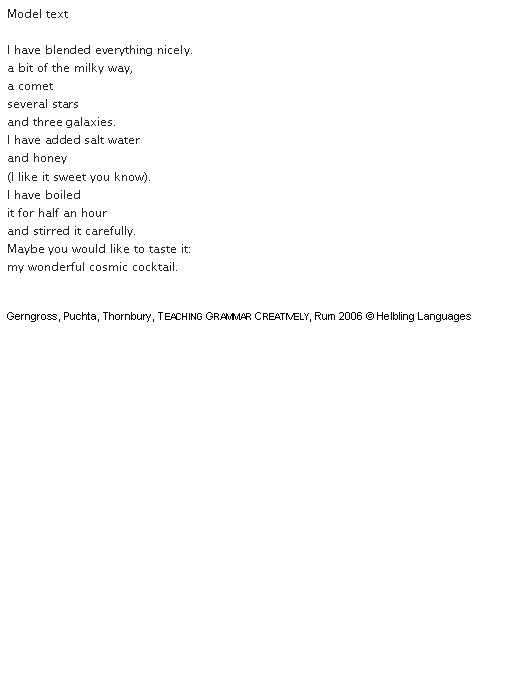 Model text
I have blended everything nicely.
a bit of the milky way,
a comet
several stars
and three galaxies.
I have added salt water
and honey
(I like it sweet you know).
I have boiled
it for half an hour
and stirred it carefully.
Maybe you would like to taste it:
my wonderful cosmic cocktail.
Gerngross, Puchta, Thornbury, TEACHING GRAMMAR CREATIVELY, Rum 2006 © Helbling Languages